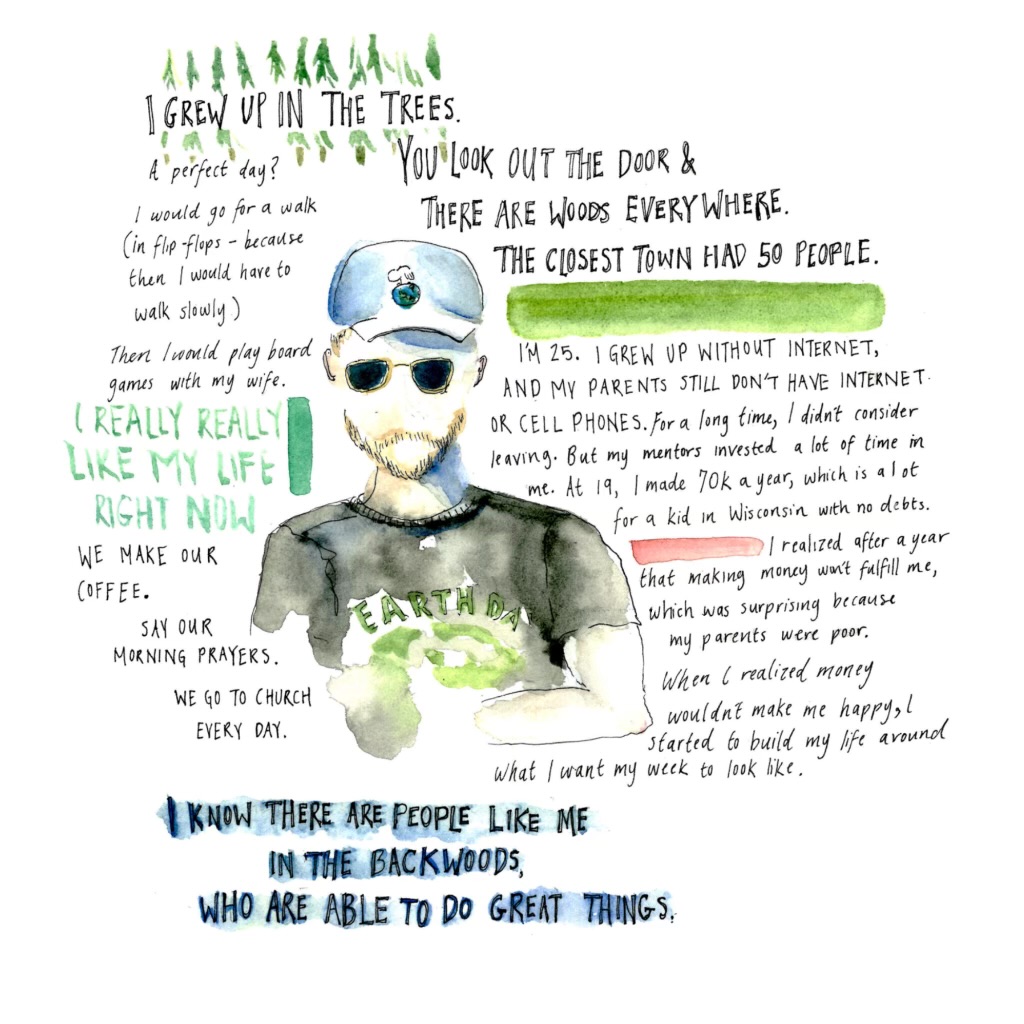 I GREW UP IN THE TREES.
YOU LOOK OUT THE DOOR &
THERE ARE WOODS EVERYWHERE.
THE CLOSEST TOWN HAD 50 PEOPLE.
A perfect day?
I would go for a walk
(in flip-flops - because
then I would have to
walk slowly)
Then I would play board
games with my wife.
I REALLY REALLY
LIKE MY LIFE
RIGHT NOW
WE MAKE OUR
COFFEE.
SAY OUR
MORNING PRAYERS.
WE GO TO CHURCH
EVERY DAY.
EARTH DA
I'M 25. I GREW UP WITHOUT INTERNET,
AND MY PARENTS STILL DON'T HAVE INTERNET
OR CELL PHONES. For a long time, I didn't consider
leaving. But my mentors invested a lot of time in
me. At 19, I made 70k a year, which is a lot
for a kid in Wisconsin with no debts.
I realized after a year
that making money won't fulfill me,
which was surprising because
my parents were poor.
When I realized money
wouldn't make me happy, I
started to build my life around
what I want my week to look like.
I KNOW THERE ARE PEOPLE LIKE ME
IN THE BACKWOODS,
WHO ARE ABLE TO DO GREAT THINGS.